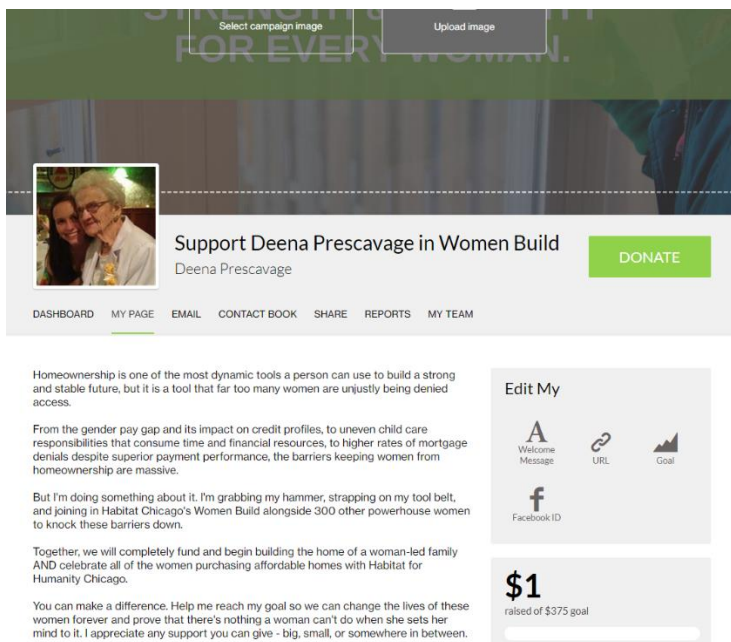 STRENGTH &
Select campaign image
Upload image
FOR EVERY WOMAN.
Support Deena Prescavage in Women Build
Deena Prescavage
DONATE
DASHBOARD MY PAGE EMAIL CONTACT BOOK SHARE REPORTS MY TEAM
Homeownership is one of the most dynamic tools a person can use to build a strong
and stable future, but it is a tool that far too many women are unjustly being denied
access.
From the gender pay gap and its impact on credit profiles, to uneven child care
responsibilities that consume time and financial resources, to higher rates of mortgage
denials despite superior payment performance, the barriers keeping women from
homeownership are massive.
But I'm doing something about it. I'm grabbing my hammer, strapping on my tool belt,
and joining in Habitat Chicago's Women Build alongside 300 other powerhouse women
to knock these barriers down.
Together, we will completely fund and begin building the home of a woman-led family
AND celebrate all of the women purchasing affordable homes with Habitat for
Humanity Chicago.
You can make a difference. Help me reach my goal so we can change the lives of these
women forever and prove that there's nothing a woman can't do when she sets her
mind to it. I appreciate any support you can give - big, small, or somewhere in between.
Edit My
A
Welcome
Message
URL
Goal
f
Facebook ID
$1
raised of $375 goal